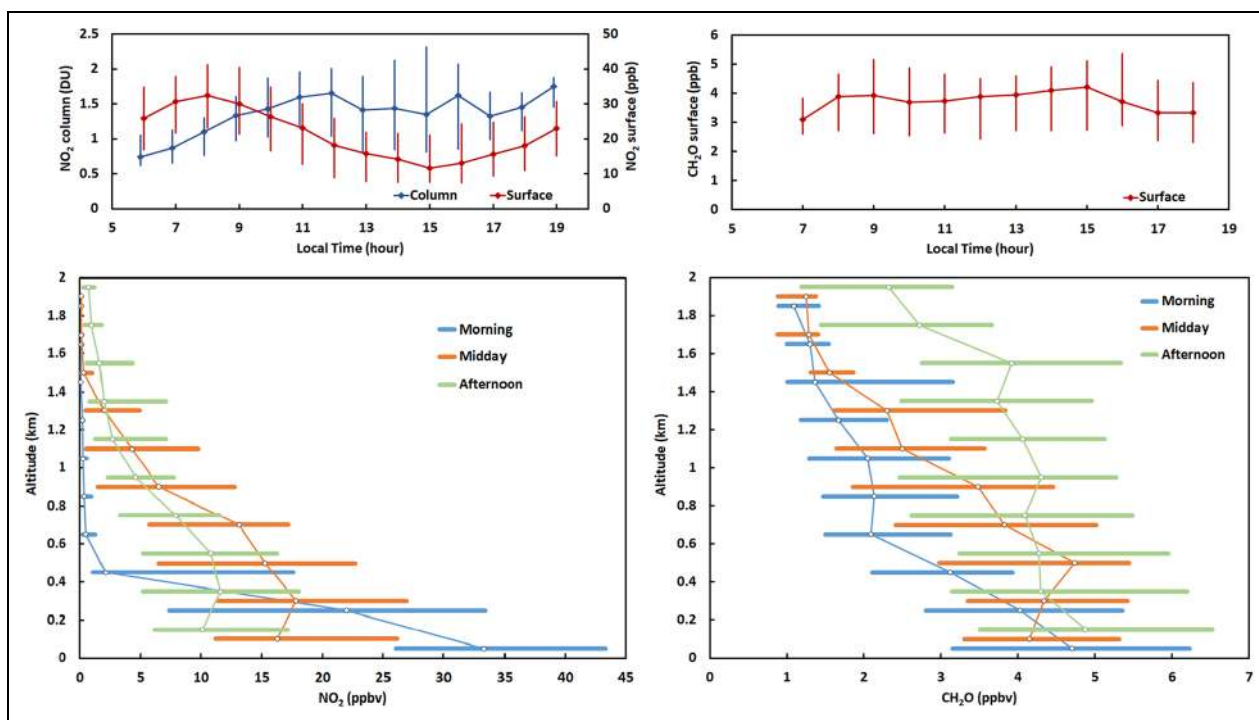 NO₂ column (DU)
2.5
2
1.5
1
0.5
0
50
40
30
20
10
0
NO₂ surface (ppb)
Column
Surface
5 7 9 11 13 15 17 19
Local Time (hour)
CH₂O surface (ppb)
6
5
4
3
2
1
0
Surface
5 7 9 11 13 15 17 19
Local Time (hour)
Altitude (km)
2
1.8
1.6
1.4
1.2
1
0.8
0.6
0.4
0.2
0
Morning
Midday
Afternoon
0 5 10 15 20 25 30 35 40 45
NO₂ (ppbv)
Altitude (km)
2
1.8
1.6
1.4
1.2
1
0.8
0.6
0.4
0.2
0
Morning
Midday
Afternoon
0 1 2 3 4 5 6 7
CH₂O (ppbv)